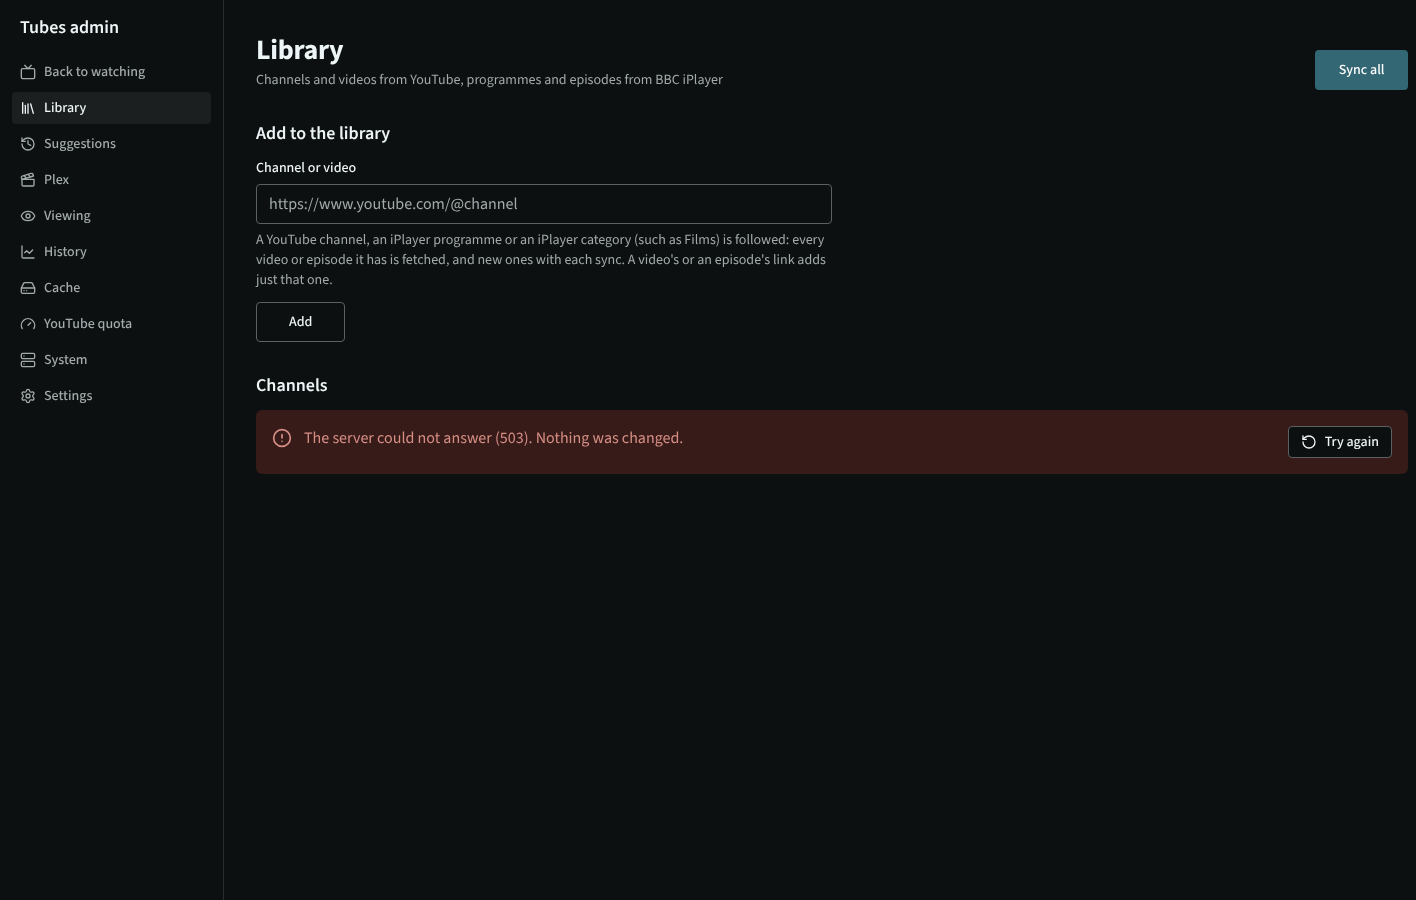 Tubes admin
Back to watching
Library
Suggestions
Plex
Viewing
History
Cache
YouTube quota
System
Settings
Library
Channels and videos from YouTube, programmes and episodes from BBC iPlayer
Sync all
Add to the library
Channel or video
https://www.youtube.com/@channel
A YouTube channel, an iPlayer programme or an iPlayer category (such as Films) is followed: every
video or episode it has is fetched, and new ones with each sync. A video's or an episode's link adds
just that one.
Add
Channels
The server could not answer (503). Nothing was changed.
Try again